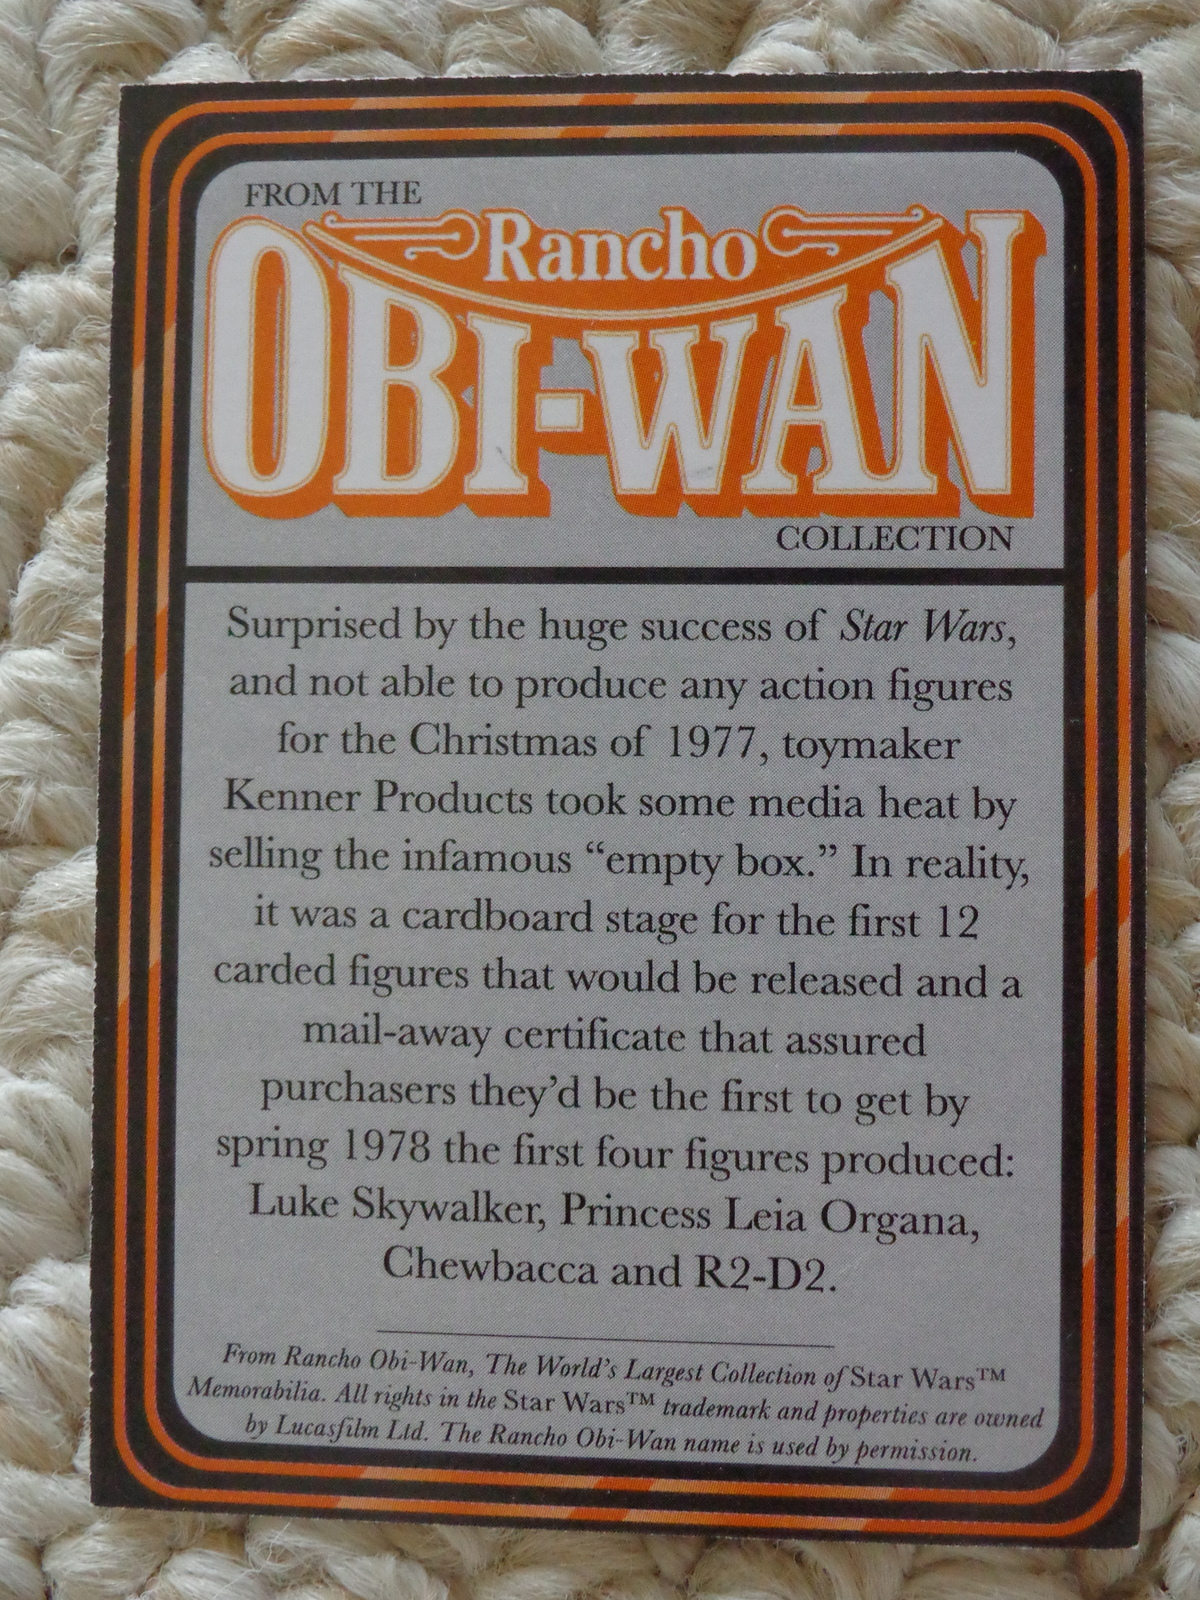 FROM THE
Rancho
OBI-WAN
COLLECTION
Surprised by the huge success of Star Wars,
and not able to produce any action figures
for the Christmas of 1977, toymaker
Kenner Products took some media heat by
selling the infamous “empty box.” In reality,
it was a cardboard stage for the first 12
carded figures that would be released and a
mail-away certificate that assured
purchasers they’d be the first to get by
spring 1978 the first four figures produced:
Luke Skywalker, Princess Leia Organa,
Chewbacca and R2-D2.
From Rancho Obi-Wan, The World’s Largest Collection of Star Wars™
Memorabilia. All rights in the Star Wars™ trademark and properties are owned
by Lucasfilm Ltd. The Rancho Obi-Wan name is used by permission.